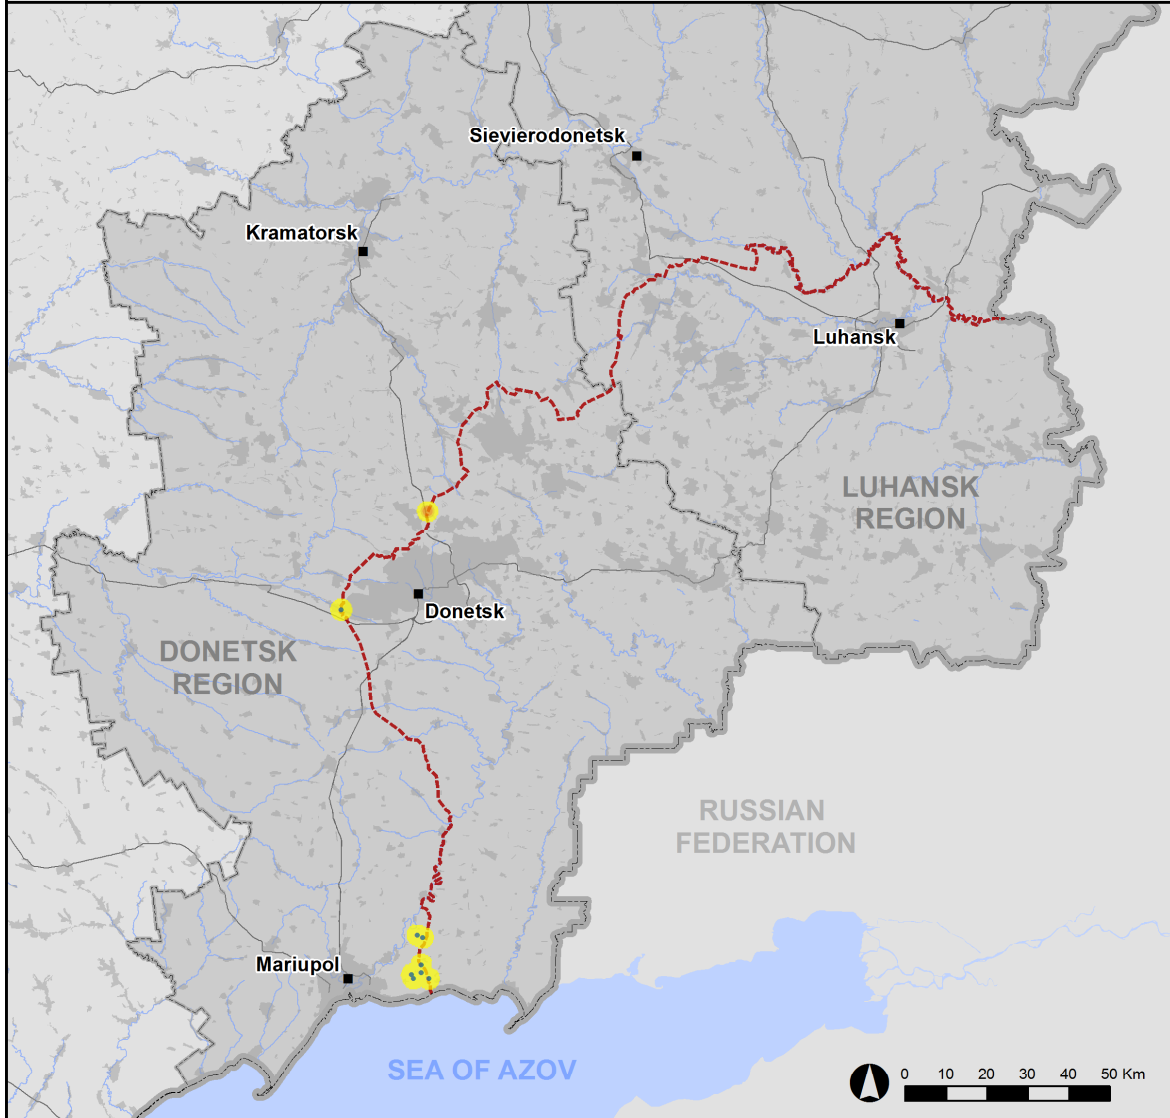 Sievierodonetsk
Kramatorsk
Luhansk
LUHANSK
REGION
Donetsk
DONETSK
REGION
RUSSIAN
FEDERATION
Mariupol
SEA OF AZOV
0 10 20 30 40 50 Km